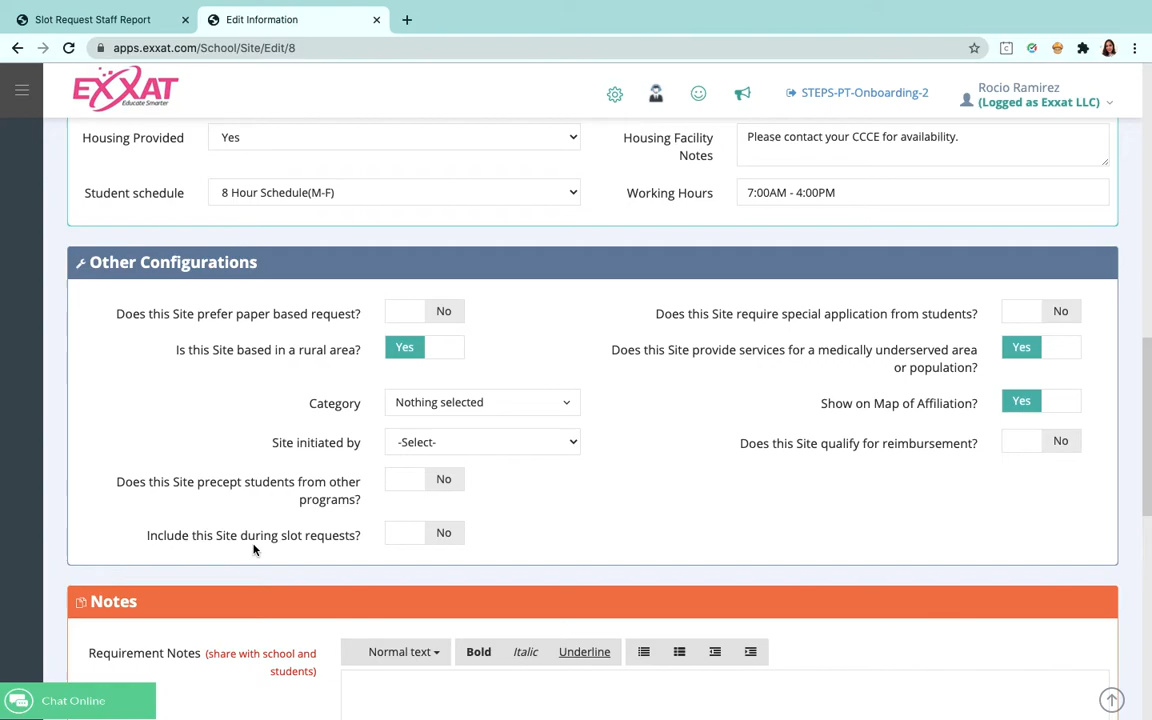 Slot Request Staff Report
Edit Information
apps.exxat.com/School/Site/Edit/8
EXXAT
Educate Smarter
STEPS-PT-Onboarding-2
Rocio Ramirez
(Logged as Exxat LLC)
Housing Provided
Yes
Housing Facility
Notes
Please contact your CCCE for availability.
Student schedule
8 Hour Schedule(M-F)
Working Hours
7:00AM - 4:00PM
Other Configurations
Does this Site prefer paper based request?
No
Does this Site require special application from students?
No
Is this Site based in a rural area?
Yes
Does this Site provide services for a medically underserved area
or population?
Yes
Category
Nothing selected
Show on Map of Affiliation?
Yes
Site initiated by
-Select-
Does this Site qualify for reimbursement?
No
Does this Site precept students from other
programs?
No
Include this Site during slot requests?
No
Notes
Requirement Notes (share with school and
students)
Normal text
Bold
Italic
Underline
Chat Online